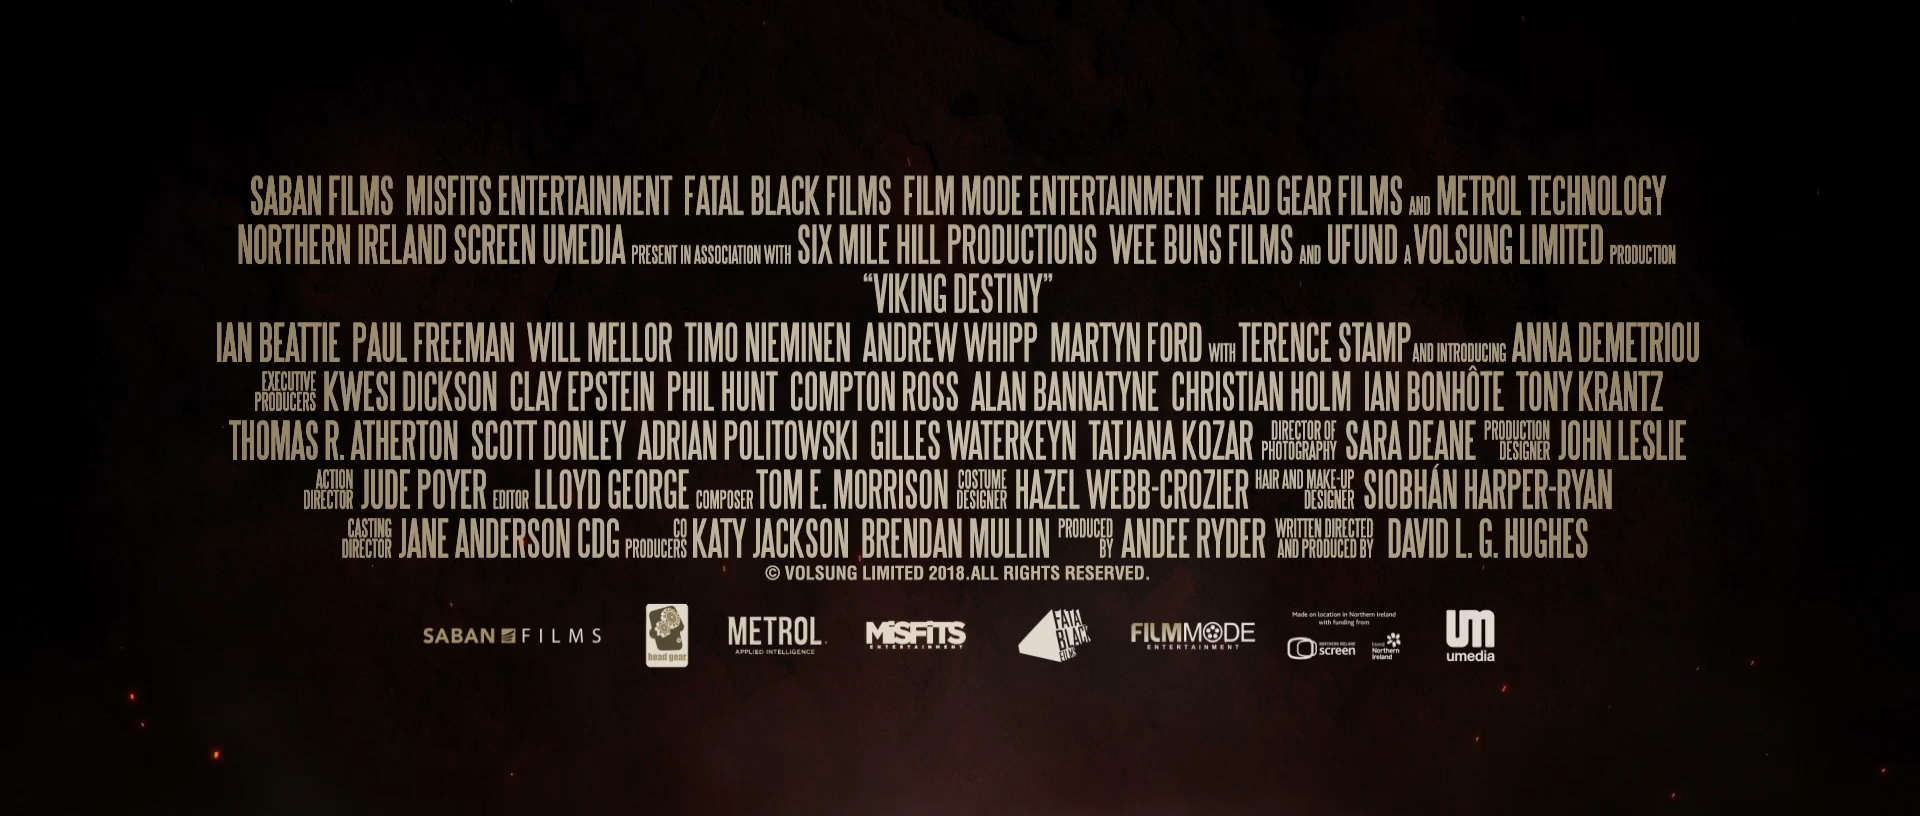 SABAN FILMS MISFITS ENTERTAINMENT FATAL BLACK FILMS FILM MODE ENTERTAINMENT HEAD GEAR FILMS AND METROL TECHNOLOGY
NORTHERN IRELAND SCREEN UMEDIA PRESENT IN ASSOCIATION WITH SIX MILE HILL PRODUCTIONS WEE BUNS FILMS AND UFUND A VOLSUNG LIMITED PRODUCTION
“VIKING DESTINY”
IAN BEATTIE PAUL FREEMAN WILL MELLOR TIMO NIEMINEN ANDREW WHIPP MARTYN FORD WITH TERENCE STAMP AND INTRODUCING ANNA DEMETRIOU
EXECUTIVE PRODUCERS KWESI DICKSON CLAY EPSTEIN PHIL HUNT COMPTON ROSS ALAN BANNATYNE CHRISTIAN HOLM IAN BONHÔTE TONY KRANTZ
THOMAS R. ATHERTON SCOTT DONLEY ADRIAN POLITOWSKI GILLES WATERKEYN TATJANA KOZAR DIRECTOR OF PHOTOGRAPHY SARA DEANE PRODUCTION DESIGNER JOHN LESLIE
ACTION DIRECTOR JUDE POYER EDITOR LLOYD GEORGE COMPOSER TOM E. MORRISON COSTUME DESIGNER HAZEL WEBB-CROZIER HAIR AND MAKE-UP DESIGNER SIOBHÁN HARPER-RYAN
CASTING DIRECTOR JANE ANDERSON CDG CO PRODUCERS KATY JACKSON BRENDAN MULLIN PRODUCED BY ANDEE RYDER WRITTEN DIRECTED AND PRODUCED BY DAVID L. G. HUGHES
© VOLSUNG LIMITED 2018.ALL RIGHTS RESERVED.
SABAN FILMS
head gear
METROL
APPLIED INTELLIGENCE
MiSFiTS
ENTERTAINMENT
FATAL
BLACK
FILMS
FILMMODE
ENTERTAINMENT
Made on location in Northern Ireland
with funding from
NORTHERN IRELAND
screen
Invest
Northern
Ireland
um
umedia